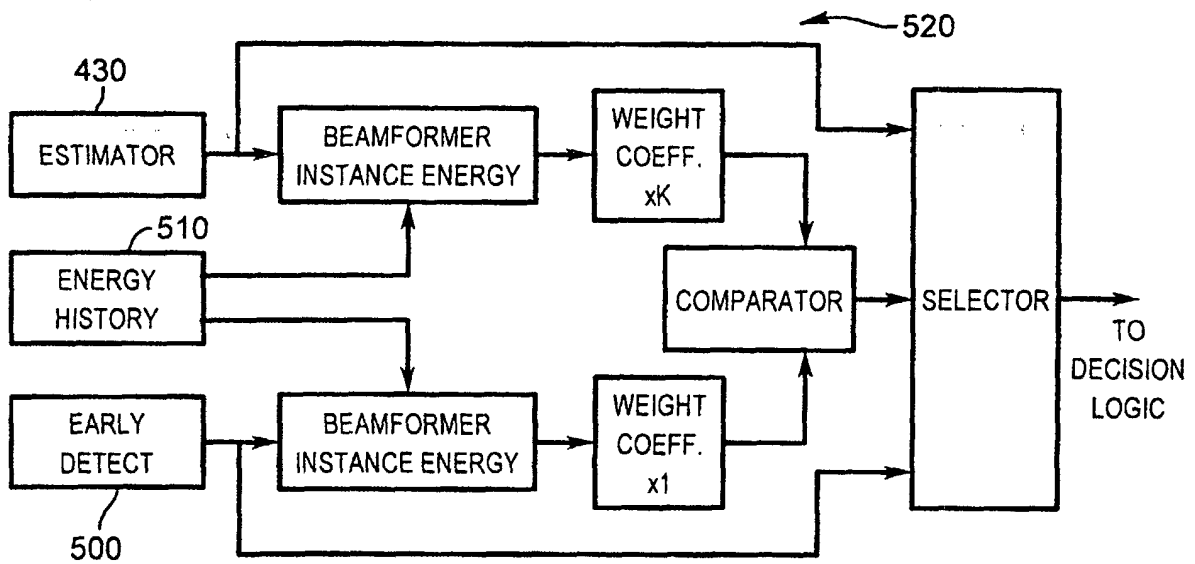 520
430
ESTIMATOR
BEAMFORMER
INSTANCE ENERGY
WEIGHT
COEFF.
xK
510
ENERGY
HISTORY
COMPARATOR
SELECTOR
TO
DECISION
LOGIC
EARLY
DETECT
BEAMFORMER
INSTANCE ENERGY
WEIGHT
COEFF.
x1
500